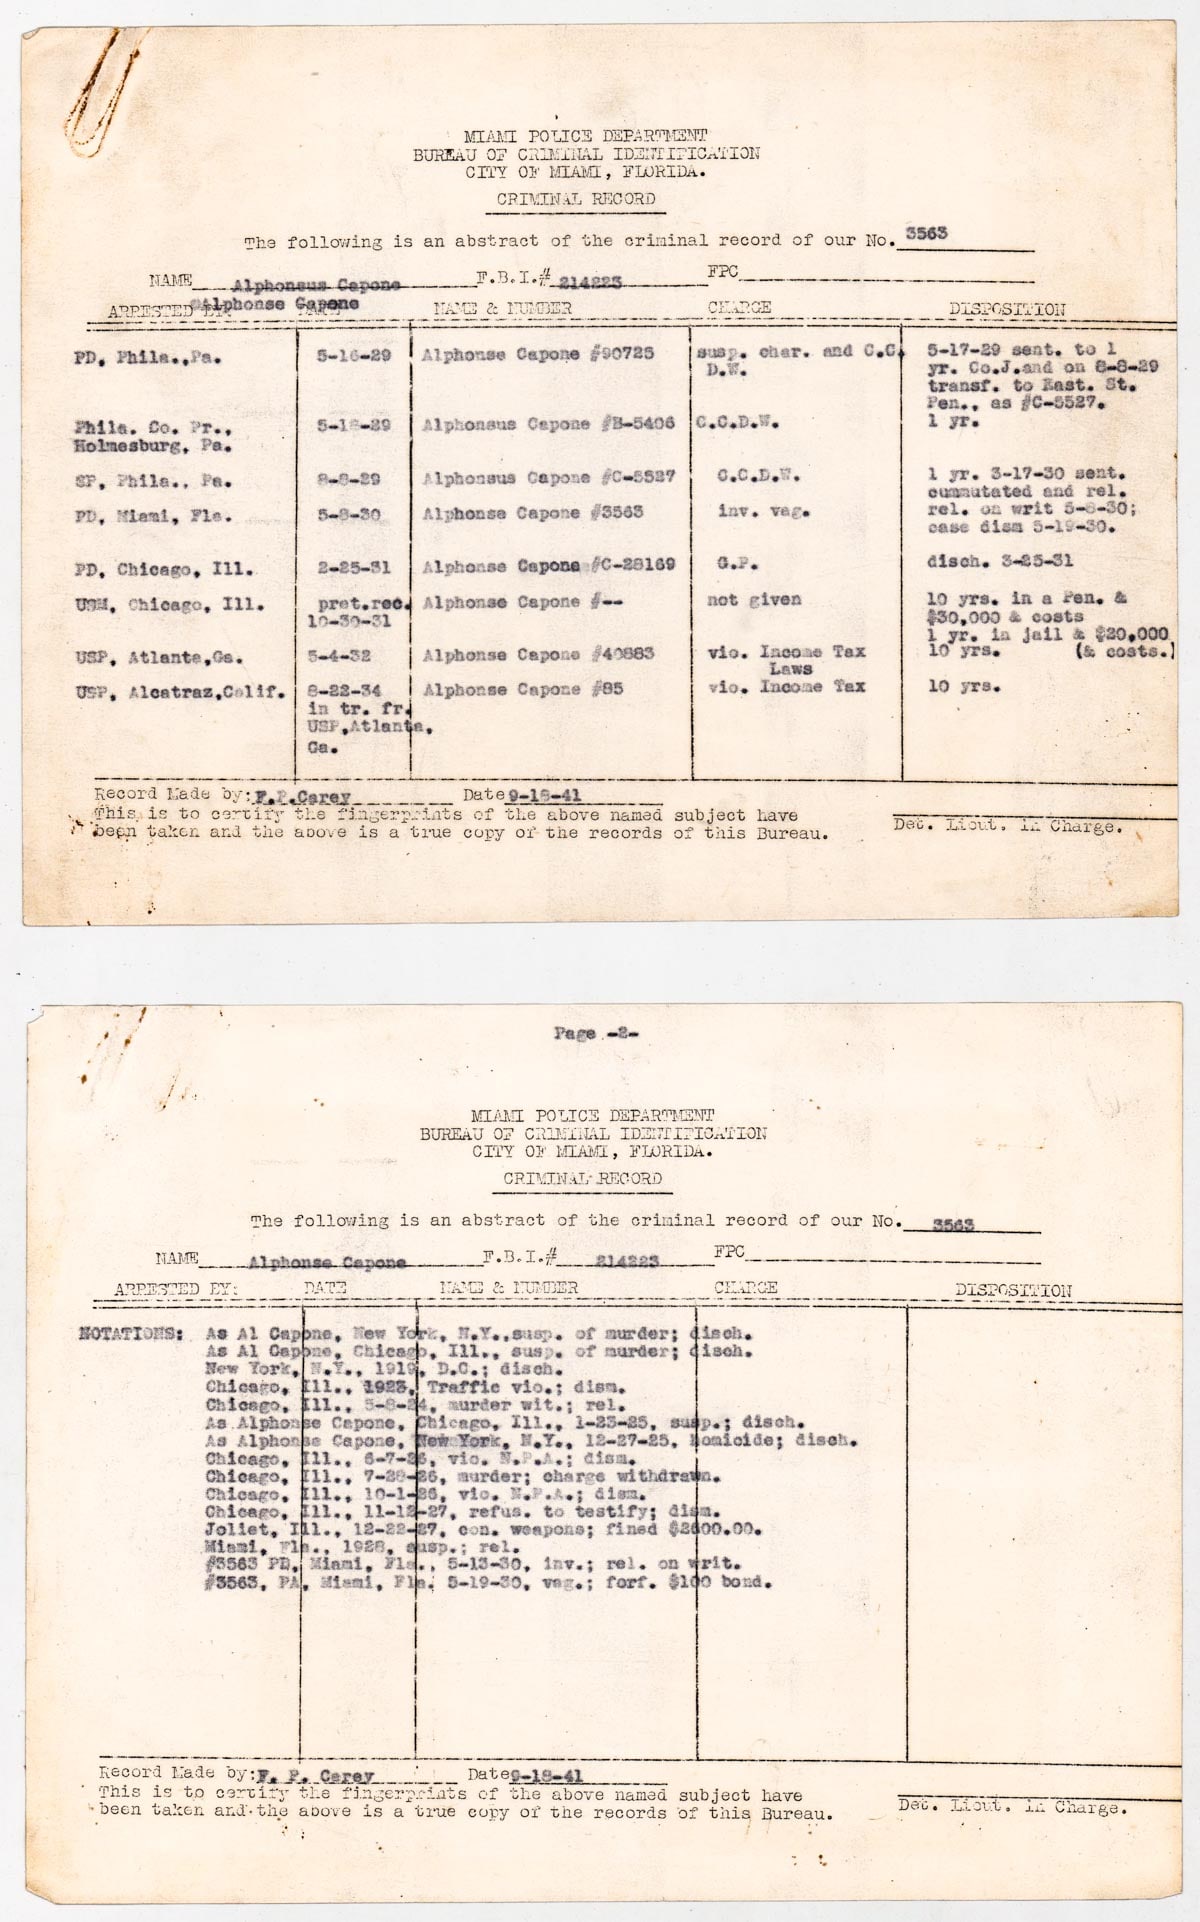 MIAMI POLICE DEPARTMENT
BUREAU OF CRIMINAL IDENTIFICATION
CITY OF MIAMI, FLORIDA.
CRIMINAL RECORD
The following is an abstract of the criminal record of our No. 3563
NAME Alphonsus Capone F.B.I.# 214223 FPC
@Alphonse Capone
ARRESTED BY: DATE NAME & NUMBER CHARGE DISPOSITION
PD, Phila.,Pa. 5-16-29 Alphonse Capone #90725 susp. char. and C.C. 5-17-29 sent. to 1
D.W. yr. Co.J.and on 8-8-29
transf. to East. St.
Pen., as #C-5527.
Phila. Co. Pr., 5-18-29 Alphonsus Capone #B-5406 C.C.D.W. 1 yr.
Holmesburg, Pa.
SP, Phila., Pa. 8-8-29 Alphonsus Capone #C-5527 C.C.D.W. 1 yr. 3-17-30 sent.
cummutated and rel.
PD, Miami, Fla. 5-8-30 Alphonse Capone #3563 inv. vag. rel. on writ 5-8-30;
case dism 5-19-30.
PD, Chicago, Ill. 2-25-31 Alphonse Capone #C-28169 G.P. disch. 3-25-31
USM, Chicago, Ill. pret.rec. Alphonse Capone #-- not given 10 yrs. in a Pen. &
10-30-31 $30,000 & costs
1 yr. in jail & $20,000
USP, Atlanta,Ga. 5-4-32 Alphonse Capone #40883 vio. Income Tax 10 yrs. (& costs.)
Laws
USP, Alcatraz,Calif. 8-22-34 Alphonse Capone #85 vio. Income Tax 10 yrs.
in tr. fr.
USP,Atlanta,
Ga.
Record Made by: F.P.Carey Date 9-18-41
This is to certify the fingerprints of the above named subject have
been taken and the above is a true copy of the records of this Bureau. Det. Lieut. In Charge.
Page -2-
MIAMI POLICE DEPARTMENT
BUREAU OF CRIMINAL IDENTIFICATION
CITY OF MIAMI, FLORIDA.
CRIMINAL RECORD
The following is an abstract of the criminal record of our No. 3563
NAME Alphonse Capone F.B.I.# 214223 FPC
ARRESTED BY: DATE NAME & NUMBER CHARGE DISPOSITION
NOTATIONS: As Al Capone, New York, N.Y.,susp. of murder; disch.
As Al Capone, Chicago, Ill., susp. of murder; disch.
New York, N.Y., 1919, D.C.; disch.
Chicago, Ill., 1923, Traffic vio.; dism.
Chicago, Ill., 5-8-24, murder wit.; rel.
As Alphonse Capone, Chicago, Ill., 1-23-25, susp.; disch.
As Alphonse Capone, New York, N.Y., 12-27-25, homicide; disch.
Chicago, Ill., 6-7-26, vio. N.P.A.; dism.
Chicago, Ill., 7-28-26, murder; charge withdrawn.
Chicago, Ill., 10-1-26, vio. N.P.A.; dism.
Chicago, Ill., 11-12-27, refus. to testify; dism.
Joliet, Ill., 12-22-27, con. weapons; fined $2600.00.
Miami, Fla., 1928, susp.; rel.
#3563 PD, Miami, Fla., 5-13-30, inv.; rel. on writ.
#3563, PA, Miami, Fla. 5-19-30, vag.; forf. $100 bond.
Record Made by: F. P. Carey Date 9-18-41
This is to certify the fingerprints of the above named subject have
been taken and the above is a true copy of the records of this Bureau. Det. Lieut. In Charge.